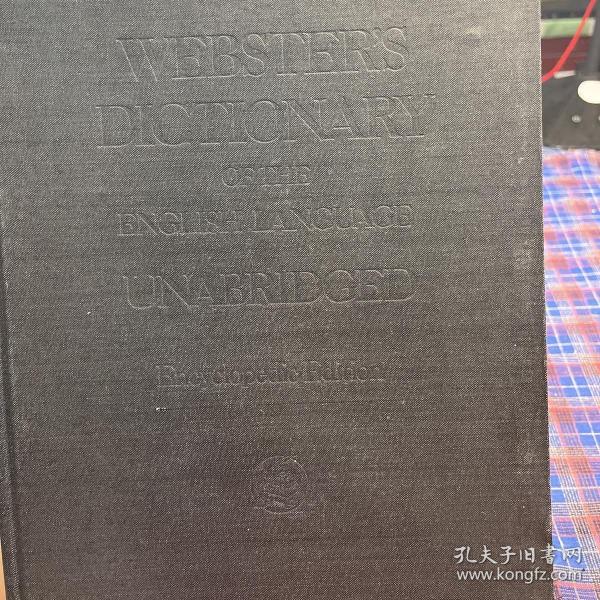 WEBSTER'S
DICTIONARY
OF THE
ENGLISH LANGUAGE
UNABRIDGED
Encyclopedic Edition
孔夫子旧书网
www.kongfz.com